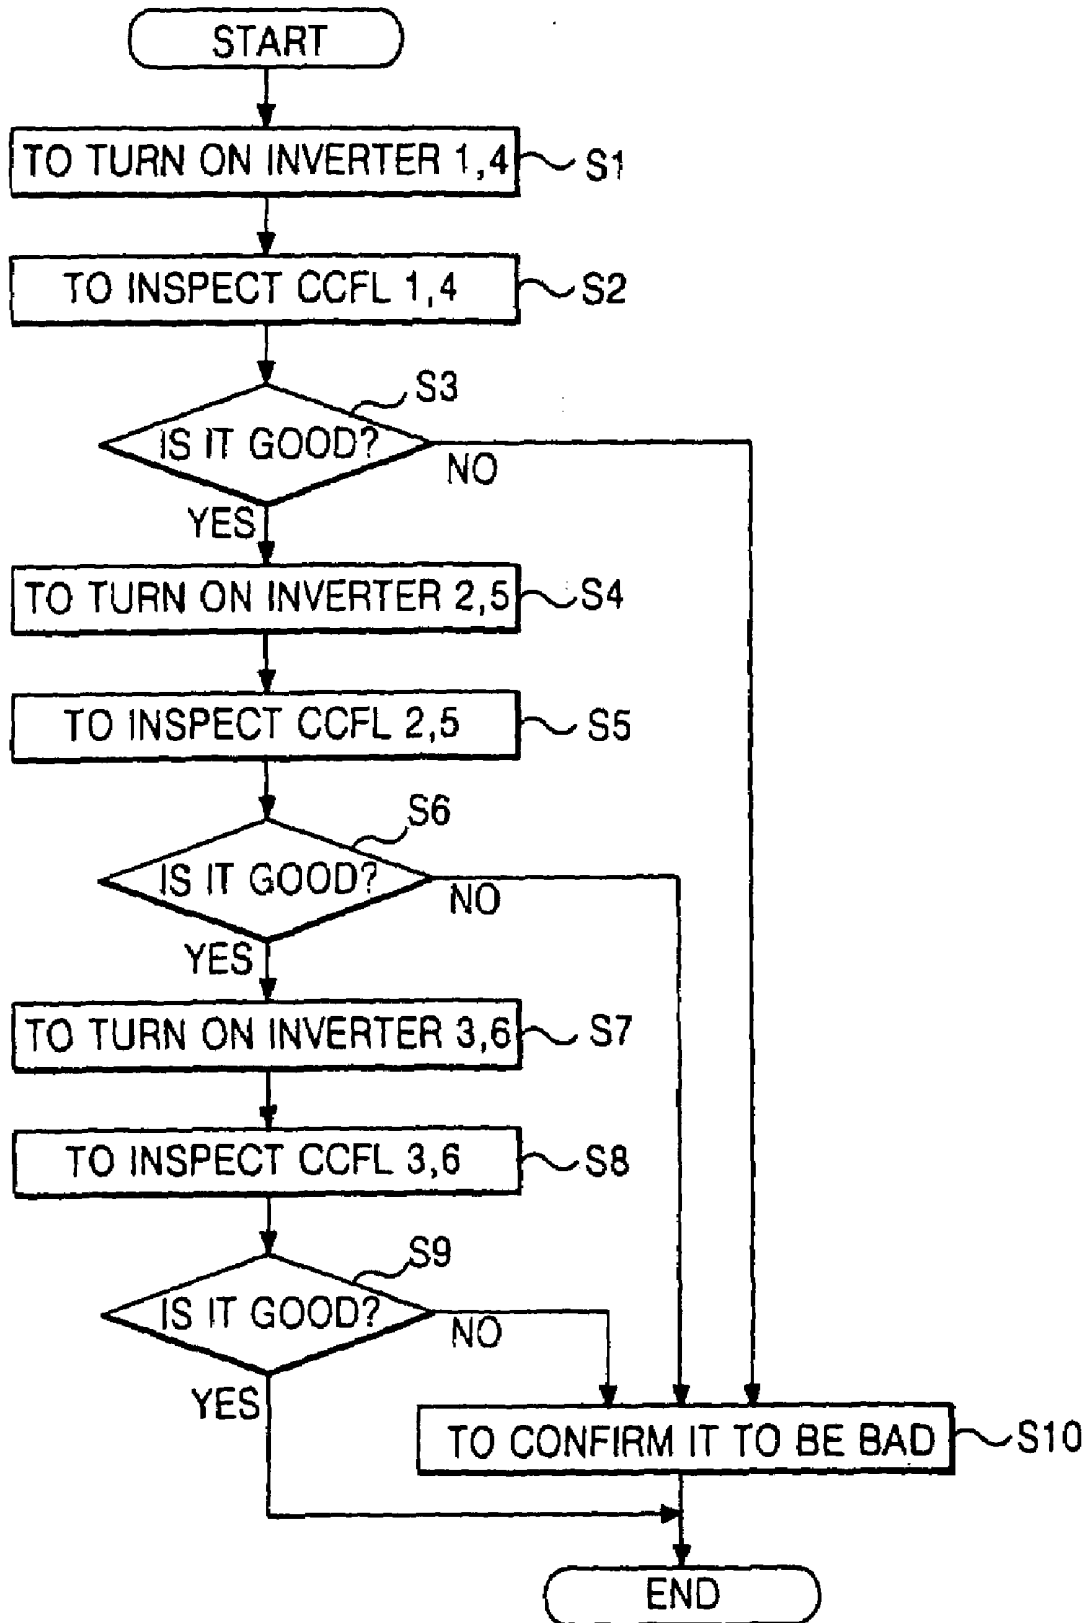 START
TO TURN ON INVERTER 1,4
S1
TO INSPECT CCFL 1,4
S2
S3
IS IT GOOD?
NO
YES
TO TURN ON INVERTER 2,5
S4
TO INSPECT CCFL 2,5
S5
S6
IS IT GOOD?
NO
YES
TO TURN ON INVERTER 3,6
S7
TO INSPECT CCFL 3,6
S8
S9
IS IT GOOD?
NO
YES
TO CONFIRM IT TO BE BAD
S10
END